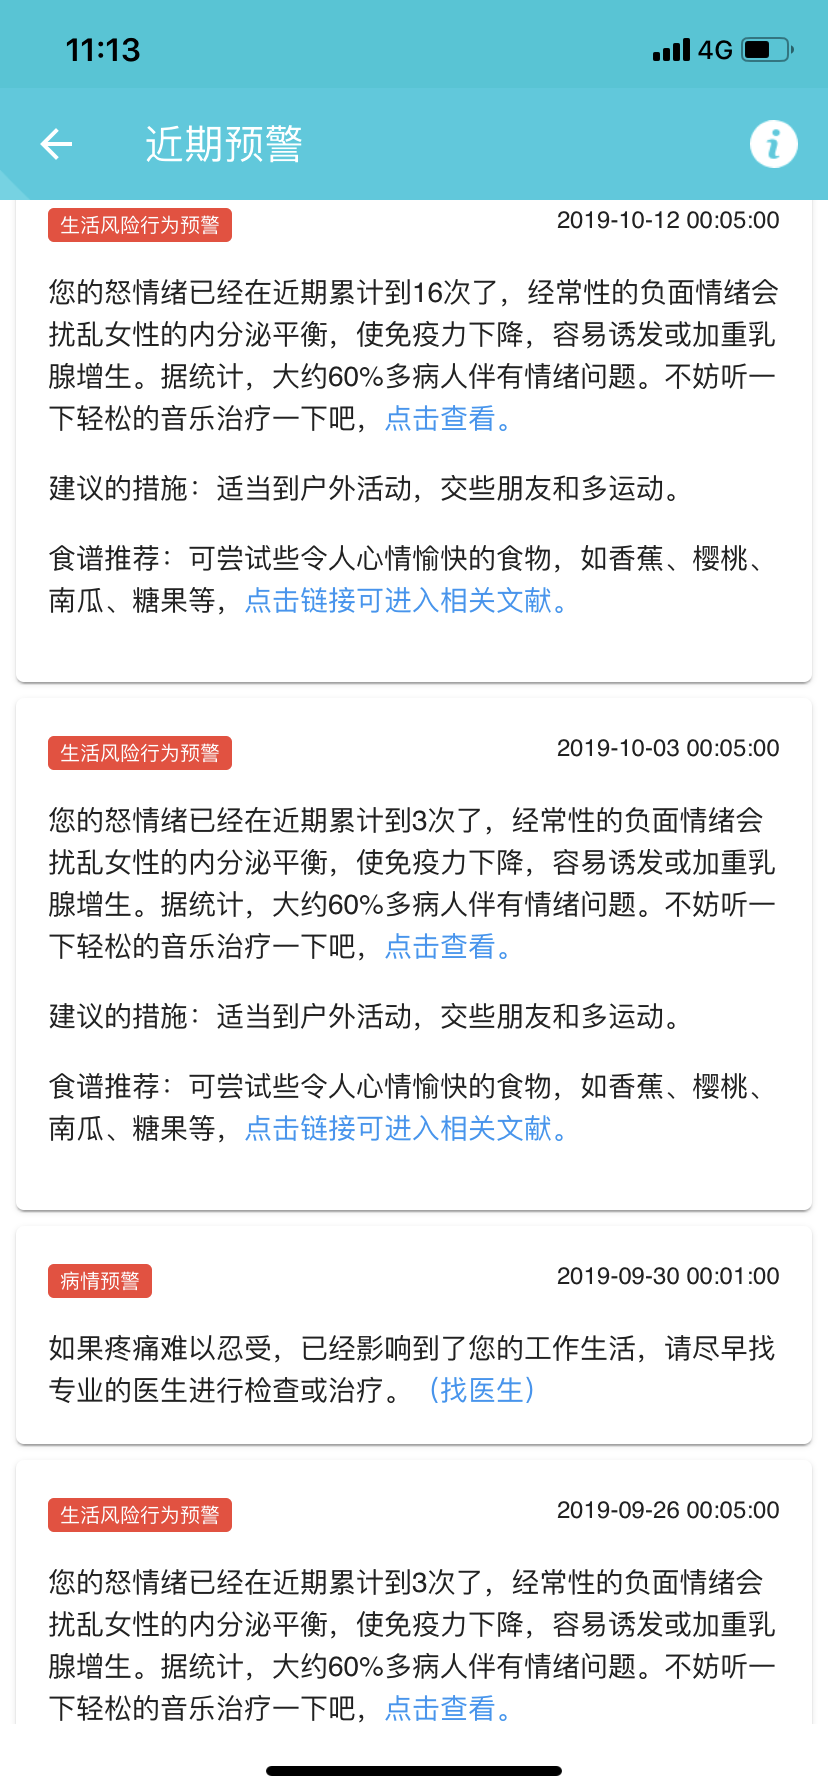 11:13
4G
近期预警
生活风险行为预警
2019-10-12 00:05:00
您的怒情绪已经在近期累计到16次了，经常性的负面情绪会
扰乱女性的内分泌平衡，使免疫力下降，容易诱发或加重乳
腺增生。据统计，大约60%多病人伴有情绪问题。不妨听一
下轻松的音乐治疗一下吧，点击查看。
建议的措施：适当到户外活动，交些朋友和多运动。
食谱推荐：可尝试些令人心情愉快的食物，如香蕉、樱桃、
南瓜、糖果等，点击链接可进入相关文献。
生活风险行为预警
2019-10-03 00:05:00
您的怒情绪已经在近期累计到3次了，经常性的负面情绪会
扰乱女性的内分泌平衡，使免疫力下降，容易诱发或加重乳
腺增生。据统计，大约60%多病人伴有情绪问题。不妨听一
下轻松的音乐治疗一下吧，点击查看。
建议的措施：适当到户外活动，交些朋友和多运动。
食谱推荐：可尝试些令人心情愉快的食物，如香蕉、樱桃、
南瓜、糖果等，点击链接可进入相关文献。
病情预警
2019-09-30 00:01:00
如果疼痛难以忍受，已经影响到了您的工作生活，请尽早找
专业的医生进行检查或治疗。（找医生）
生活风险行为预警
2019-09-26 00:05:00
您的怒情绪已经在近期累计到3次了，经常性的负面情绪会
扰乱女性的内分泌平衡，使免疫力下降，容易诱发或加重乳
腺增生。据统计，大约60%多病人伴有情绪问题。不妨听一
下轻松的音乐治疗一下吧，点击查看。